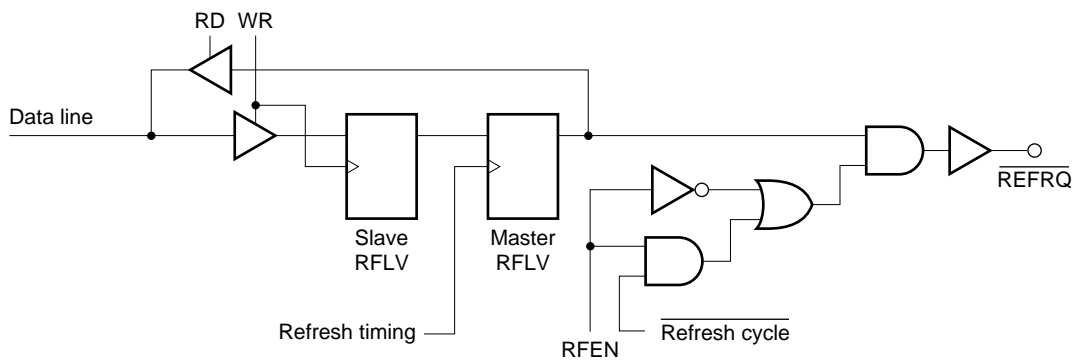 RD WR
Data line
REFRQ
Slave
RFLV
Master
RFLV
Refresh timing
Refresh cycle
RFEN